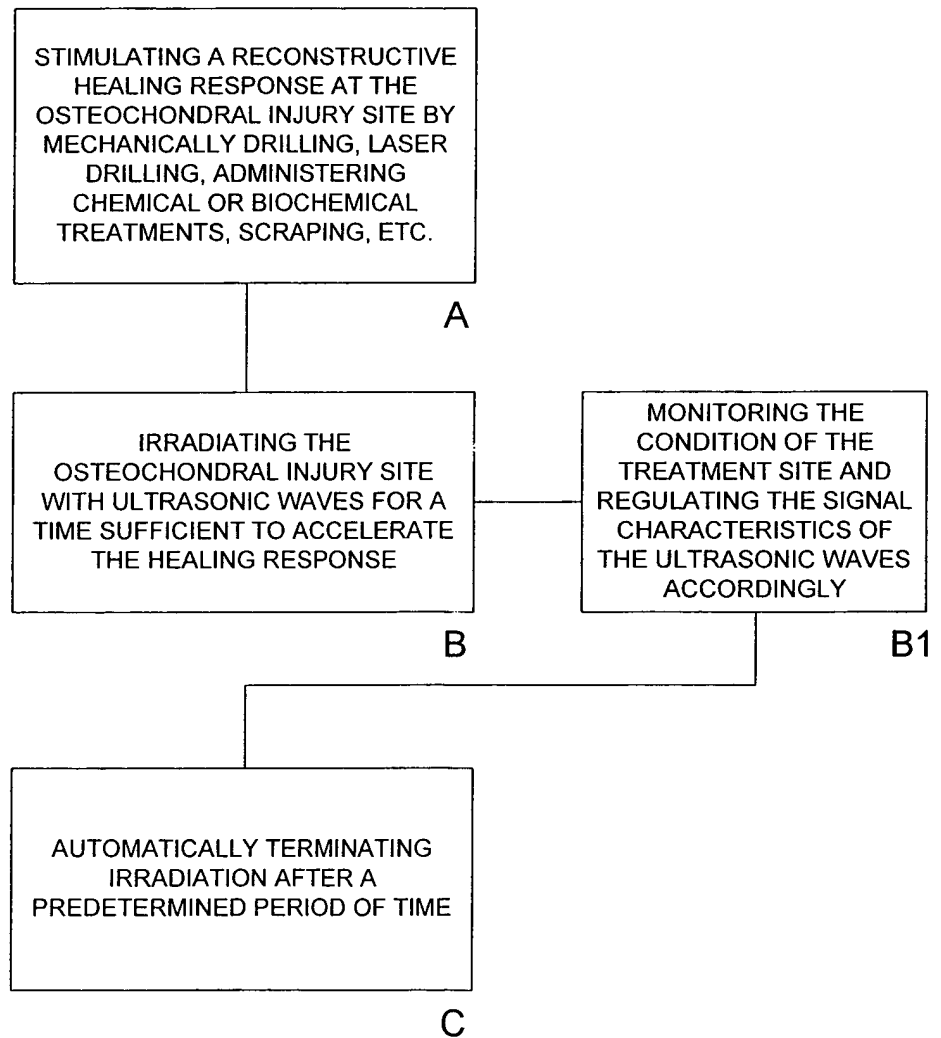 STIMULATING A RECONSTRUCTIVE
HEALING RESPONSE AT THE
OSTEOCHONDRAL INJURY SITE BY
MECHANICALLY DRILLING, LASER
DRILLING, ADMINISTERING
CHEMICAL OR BIOCHEMICAL
TREATMENTS, SCRAPING, ETC.
A
IRRADIATING THE
OSTEOCHONDRAL INJURY SITE
WITH ULTRASONIC WAVES FOR A
TIME SUFFICIENT TO ACCELERATE
THE HEALING RESPONSE
B
MONITORING THE
CONDITION OF THE
TREATMENT SITE AND
REGULATING THE SIGNAL
CHARACTERISTICS OF
THE ULTRASONIC WAVES
ACCORDINGLY
B1
AUTOMATICALLY TERMINATING
IRRADIATION AFTER A
PREDETERMINED PERIOD OF TIME
C